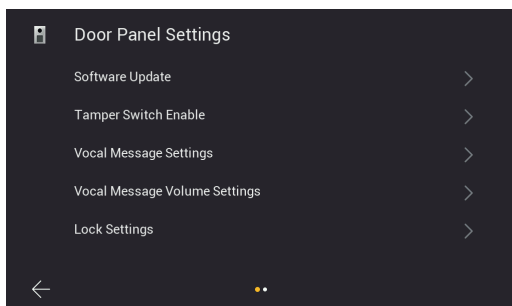 Door Panel Settings
Software Update
Tamper Switch Enable
Vocal Message Settings
Vocal Message Volume Settings
Lock Settings